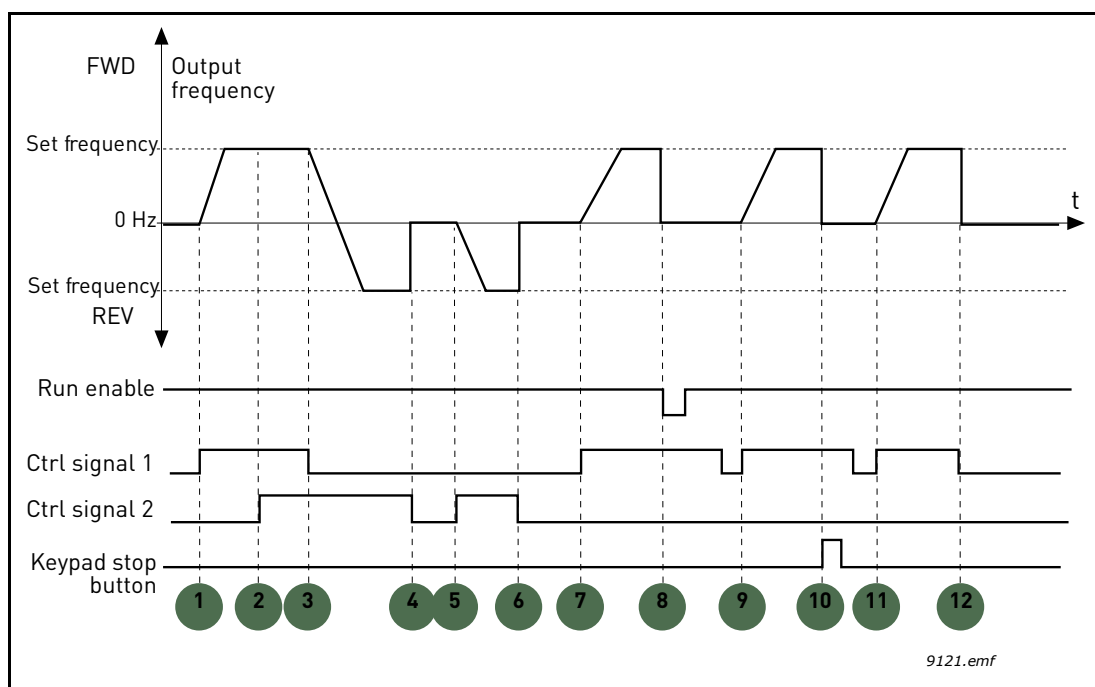 FWD
Output
frequency
Set frequency
0 Hz
t
Set frequency
REV
Run enable
Ctrl signal 1
Ctrl signal 2
Keypad stop
button
1 2 3 4 5 6 7 8 9 10 11 12
9121.emf